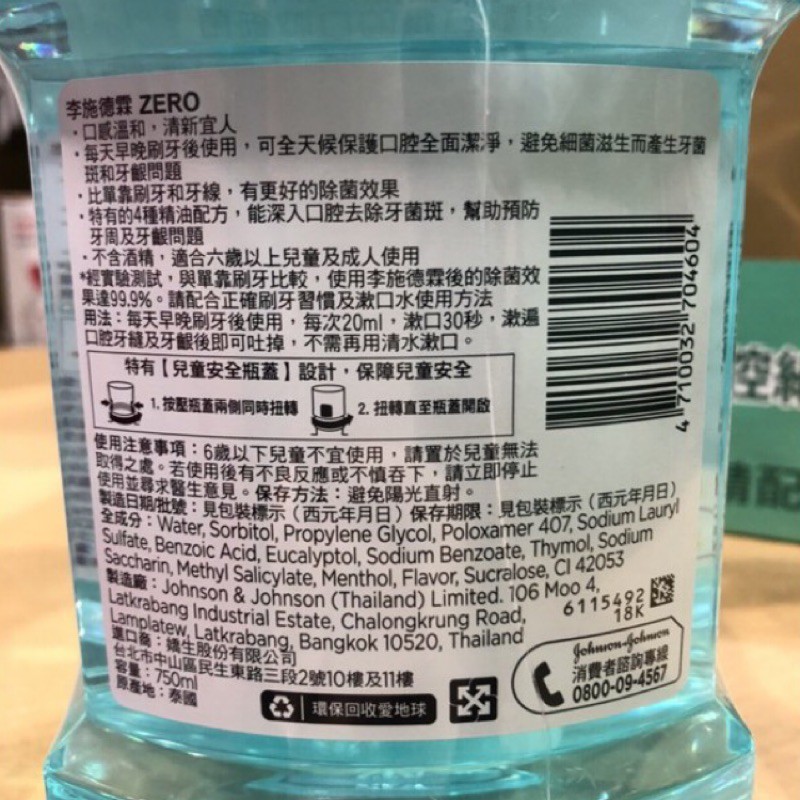 李施德霖 ZERO
・口感溫和，清新宜人
・每天早晚刷牙後使用，可全天候保護口腔全面潔淨，避免細菌滋生而產生牙菌
斑和牙齦問題
・比單靠刷牙和牙線，有更好的除菌效果
・特有的4種精油配方，能深入口腔去除牙菌斑，幫助預防
牙周及牙齦問題
・不含酒精，適合六歲以上兒童及成人使用
*經實驗測試，與單靠刷牙比較，使用李施德霖後的除菌效
果達99.9%。請配合正確刷牙習慣及漱口水使用方法
用法：每天早晚刷牙後使用，每次20ml，漱口30秒，漱遍
口腔牙縫及牙齦後即可吐掉，不需再用清水漱口。
特有【兒童安全瓶蓋】設計，保障兒童安全
1. 按壓瓶蓋兩側同時扭轉
2. 扭轉直至瓶蓋開啟
使用注意事項：6歲以下兒童不宜使用，請置於兒童無法
取得之處。若使用後有不良反應或不慎吞下，請立即停止
使用並尋求醫生意見。保存方法：避免陽光直射。
製造日期/批號：見包裝標示（西元年月日）保存期限：見包裝標示（西元年月日）
全成分：Water, Sorbitol, Propylene Glycol, Poloxamer 407, Sodium Lauryl
Sulfate, Benzoic Acid, Eucalyptol, Sodium Benzoate, Thymol, Sodium
Saccharin, Methyl Salicylate, Menthol, Flavor, Sucralose, CI 42053
製造廠：Johnson & Johnson (Thailand) Limited. 106 Moo 4,
Latkrabang Industrial Estate, Chalongkrung Road,
Lamplatew, Latkrabang, Bangkok 10520, Thailand
進口商：嬌生股份有限公司
台北市中山區民生東路三段2號10樓及11樓
容量：750ml
原產地：泰國
環保回收愛地球
6115492
18K
Johnson&Johnson
消費者諮詢專線
0800-09-4567
4 710032 704604
空
請配